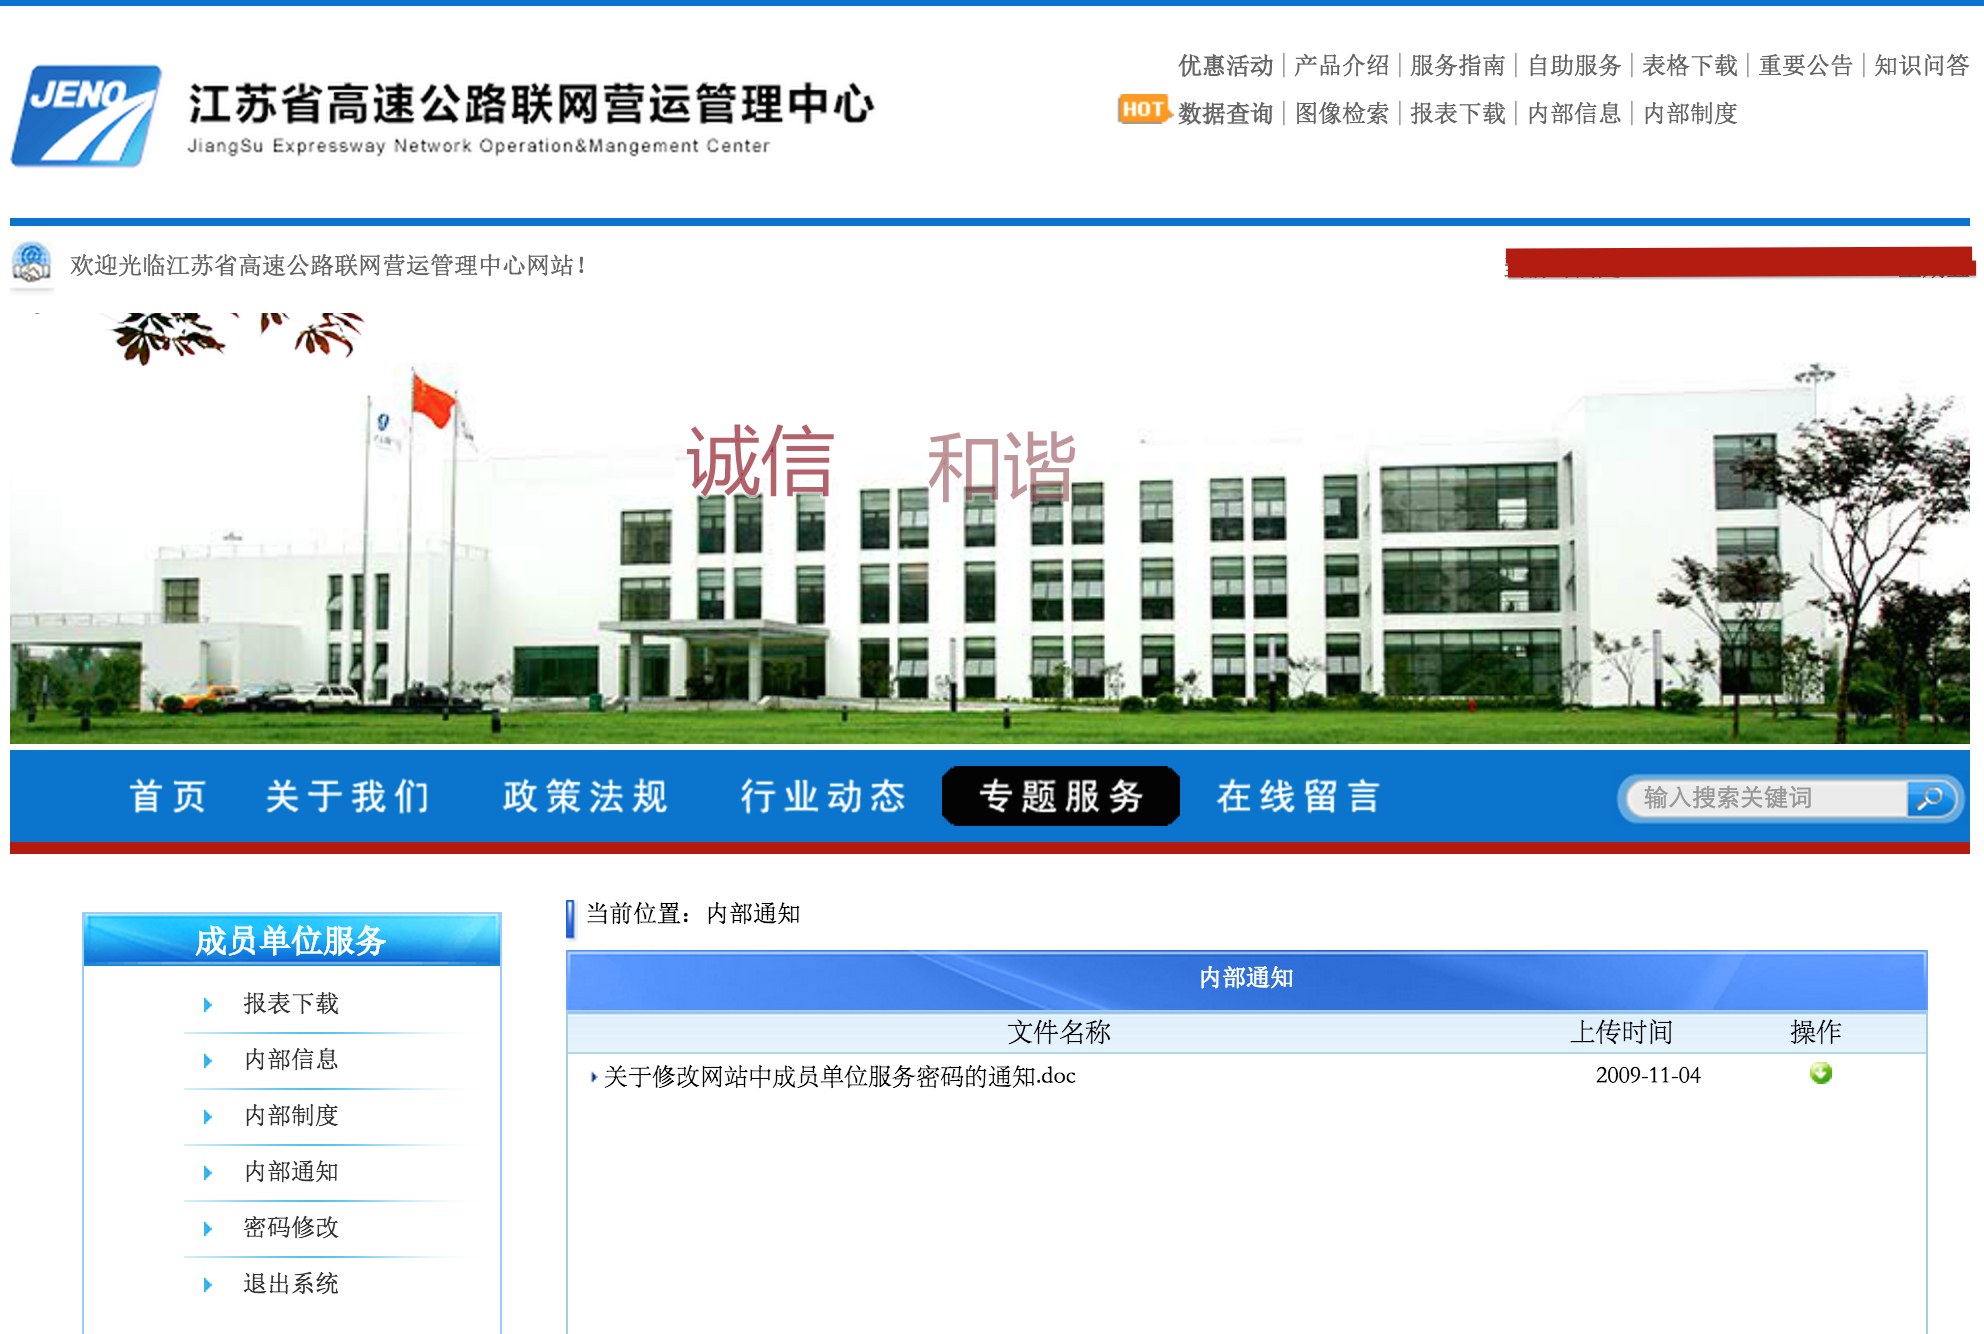 JENO
江苏省高速公路联网营运管理中心
JiangSu Expressway Network Operation&Mangement Center
优惠活动 | 产品介绍 | 服务指南 | 自助服务 | 表格下载 | 重要公告 | 知识问答
HOT 数据查询 | 图像检索 | 报表下载 | 内部信息 | 内部制度
欢迎光临江苏省高速公路联网营运管理中心网站！
诚信 和谐
首页 关于我们 政策法规 行业动态 专题服务 在线留言 输入搜索关键词
成员单位服务
报表下载
内部信息
内部制度
内部通知
密码修改
退出系统
当前位置：内部通知
内部通知
文件名称 上传时间 操作
关于修改网站中成员单位服务密码的通知.doc 2009-11-04